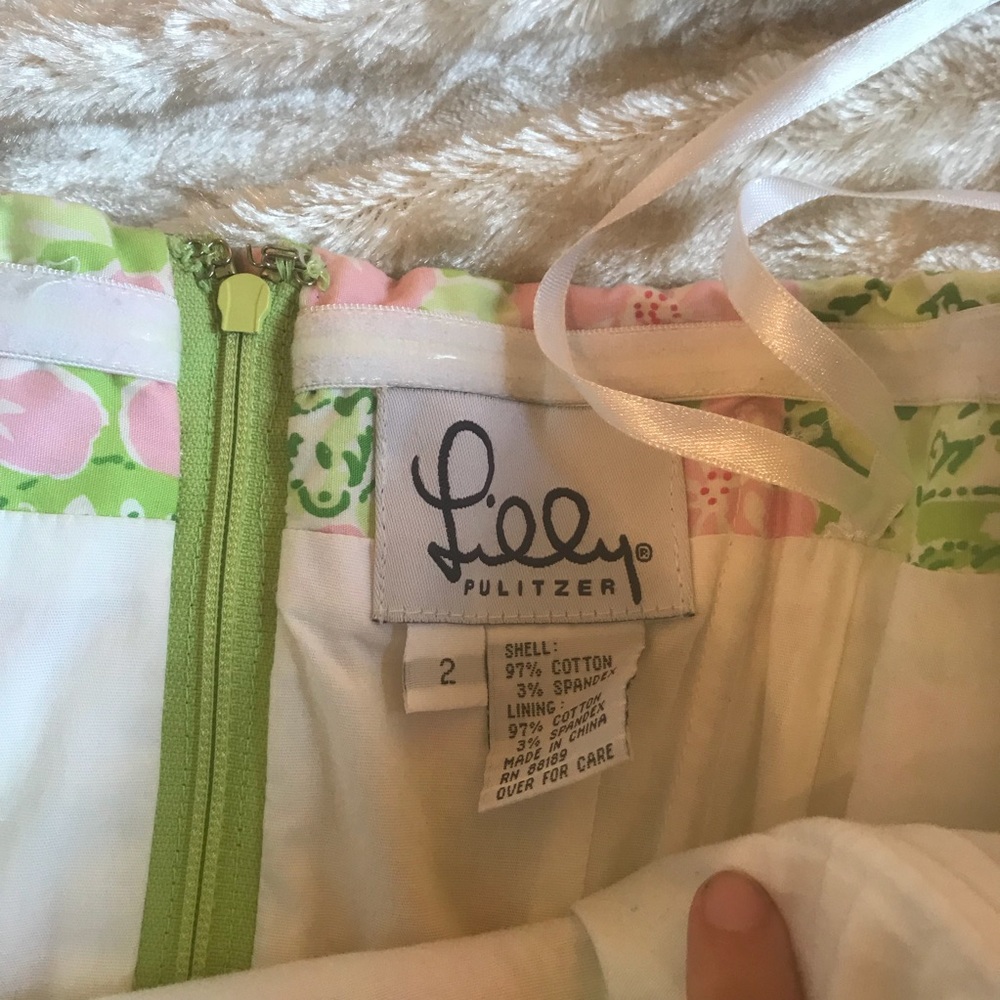 Lilly®
PULITZER
2
SHELL:
97% COTTON
3% SPANDEX
LINING:
97% COTTON
3% SPANDEX
MADE IN CHINA
RN 88189
OVER FOR CARE